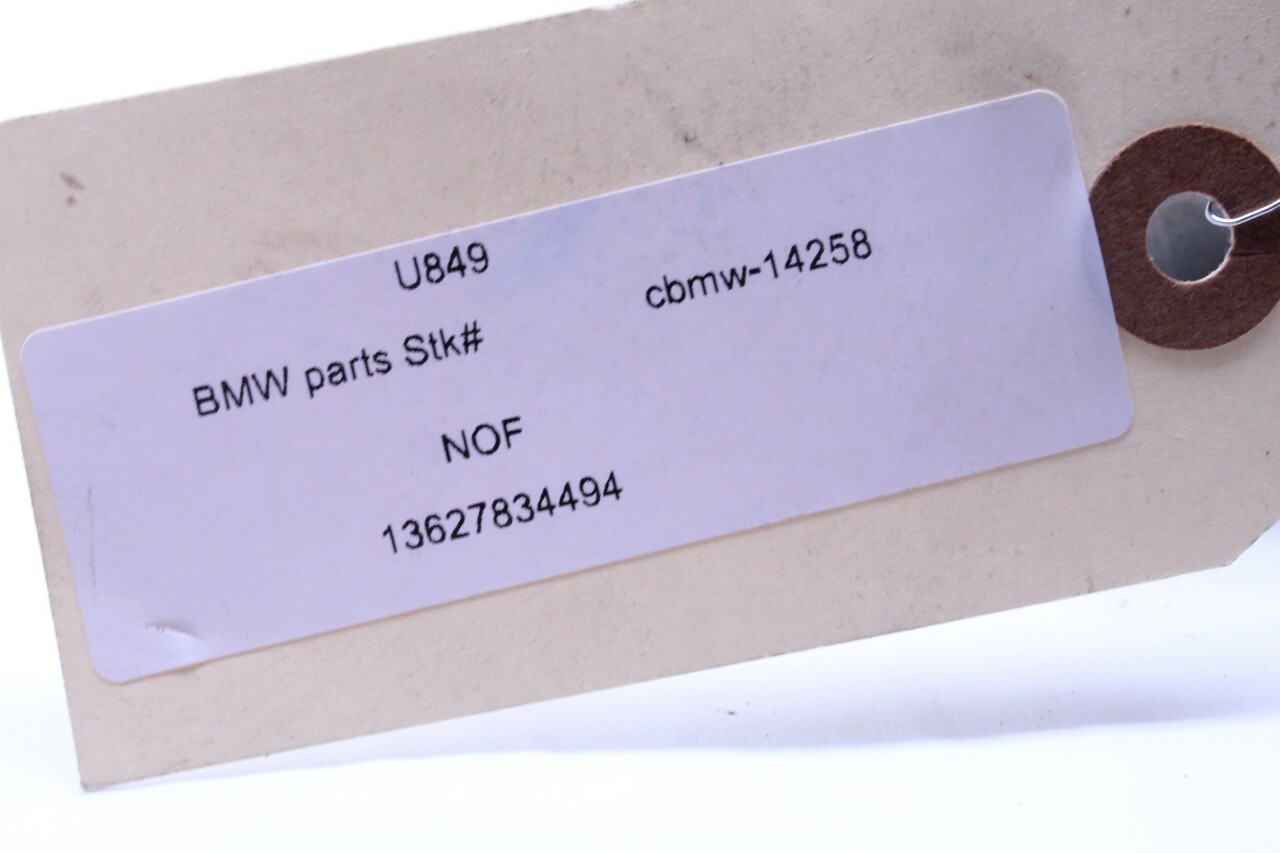 U849
BMW parts Stk# cbmw-14258
NOF
13627834494